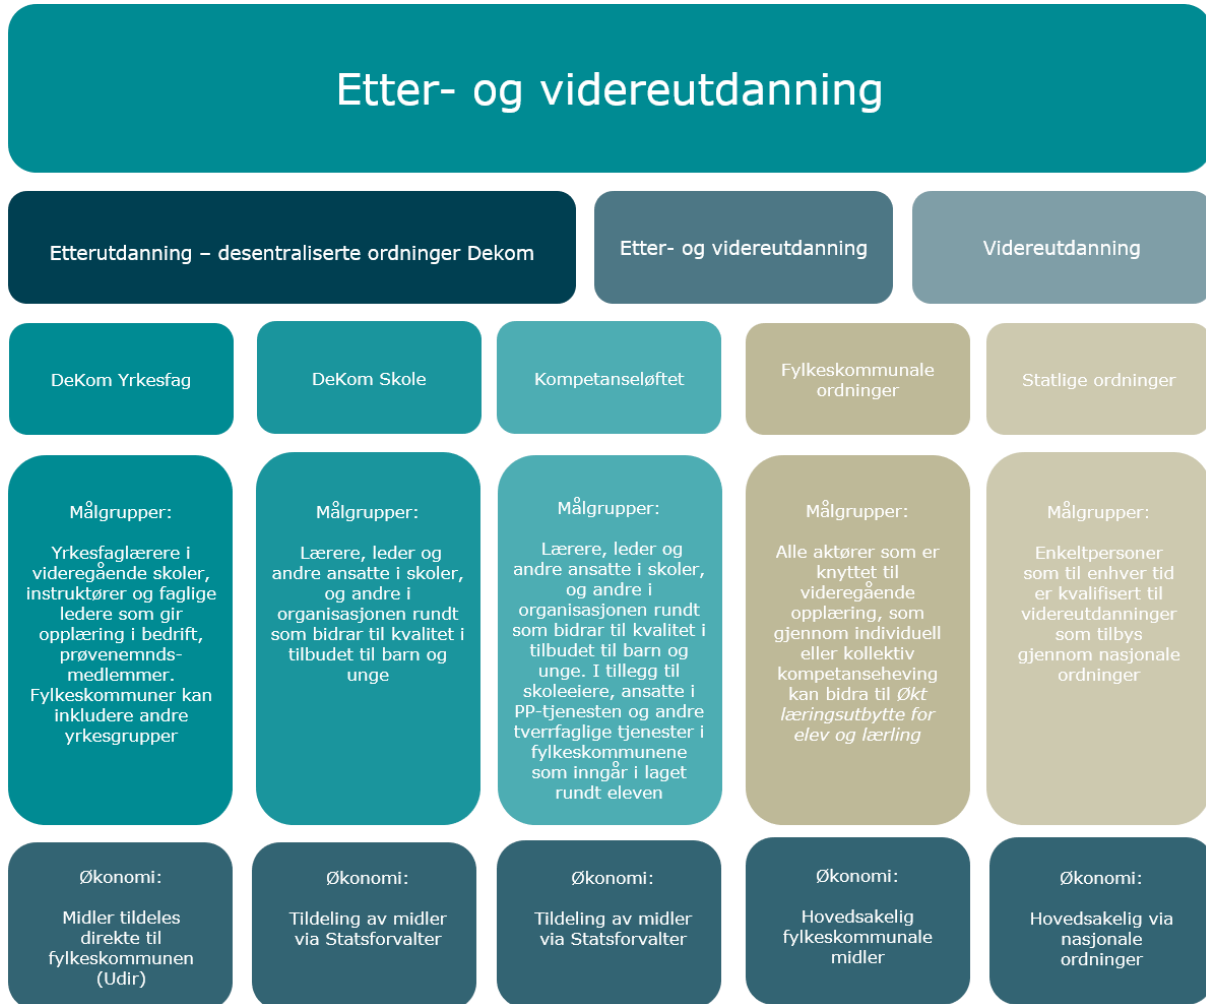 Etter- og videreutdanning
Etterutdanning – desentraliserte ordninger Dekom
Etter- og videreutdanning
Videreutdanning
DeKom Yrkesfag
DeKom Skole
Kompetanseløftet
Fylkeskommunale
ordninger
Statlige ordninger
Målgrupper:
Yrkesfaglærere i
videregående skoler,
instruktører og faglige
ledere som gir
opplæring i bedrift,
prøvenemnds-
medlemmer.
Fylkeskommuner kan
inkludere andre
yrkesgrupper
Målgrupper:
Lærere, leder og
andre ansatte i skoler,
og andre i
organisasjonen rundt
som bidrar til kvalitet i
tilbudet til barn og
unge
Målgrupper:
Lærere, leder og
andre ansatte i skoler,
og andre i
organisasjonen rundt
som bidrar til kvalitet i
tilbudet til barn og
unge. I tillegg til
skoleeiere, ansatte i
PP-tjenesten og andre
tverrfaglige tjenester i
fylkeskommunene
som inngår i laget
rundt eleven
Målgrupper:
Alle aktører som er
knyttet til
videregående
opplæring, som
gjennom individuell
eller kollektiv
kompetanseheving
kan bidra til Økt
læringsutbytte for
elev og lærling
Målgrupper:
Enkeltpersoner
som til enhver tid
er kvalifisert til
videreutdanninger
som tilbys
gjennom nasjonale
ordninger
Økonomi:
Midler tildeles
direkte til
fylkeskommunen
(Udir)
Økonomi:
Tildeling av midler
via Statsforvalter
Økonomi:
Tildeling av midler
via Statsforvalter
Økonomi:
Hovedsakelig
fylkeskommunale
midler
Økonomi:
Hovedsakelig via
nasjonale
ordninger